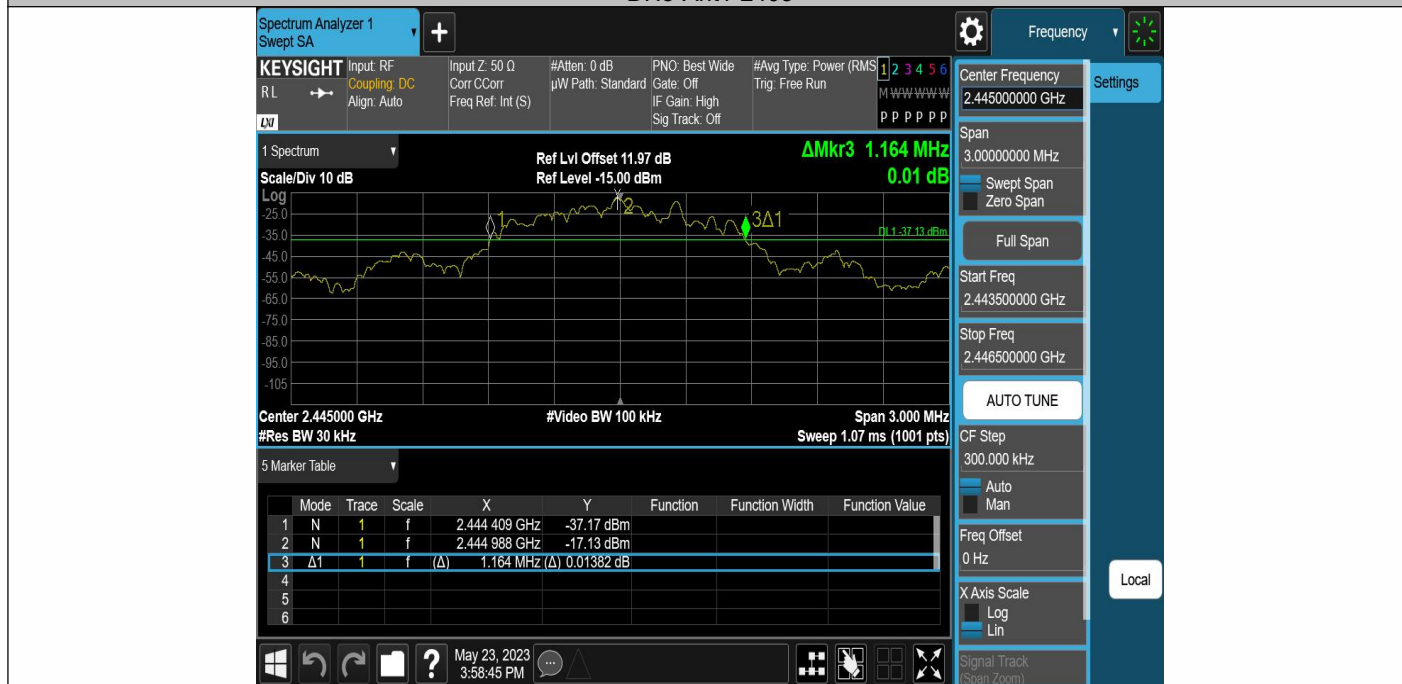 Spectrum Analyzer 1
Swept SA
+
Frequency
KEYSIGHT
RL
LXI
Input: RF
Coupling: DC
Align: Auto
Input Z: 50 Ω
Corr CCorr
Freq Ref: Int (S)
#Atten: 0 dB
µW Path: Standard
PNO: Best Wide
Gate: Off
IF Gain: High
Sig Track: Off
#Avg Type: Power (RMS
Trig: Free Run
1 2 3 4 5 6
M W W W W W
P P P P P P
1 Spectrum
Scale/Div 10 dB
Ref Lvl Offset 11.97 dB
Ref Level -15.00 dBm
ΔMkr3 1.164 MHz
0.01 dB
Log
-25.0
-35.0
-45.0
-55.0
-65.0
-75.0
-85.0
-95.0
-105
1
2
3Δ1
DL1 -37.13 dBm
Center 2.445000 GHz
#Video BW 100 kHz
Span 3.000 MHz
#Res BW 30 kHz
Sweep 1.07 ms (1001 pts)
5 Marker Table
Mode Trace Scale X Y Function Function Width Function Value
1 N 1 f 2.444 409 GHz -37.17 dBm
2 N 1 f 2.444 988 GHz -17.13 dBm
3 Δ1 1 f (Δ) 1.164 MHz (Δ) 0.01382 dB
4
5
6
?
May 23, 2023
3:58:45 PM
Center Frequency
2.445000000 GHz
Settings
Span
3.00000000 MHz
Swept Span
Zero Span
Full Span
Start Freq
2.443500000 GHz
Stop Freq
2.446500000 GHz
AUTO TUNE
CF Step
300.000 kHz
Auto
Man
Freq Offset
0 Hz
X Axis Scale
Log
Lin
Local
Signal Track
(Span Zoom)